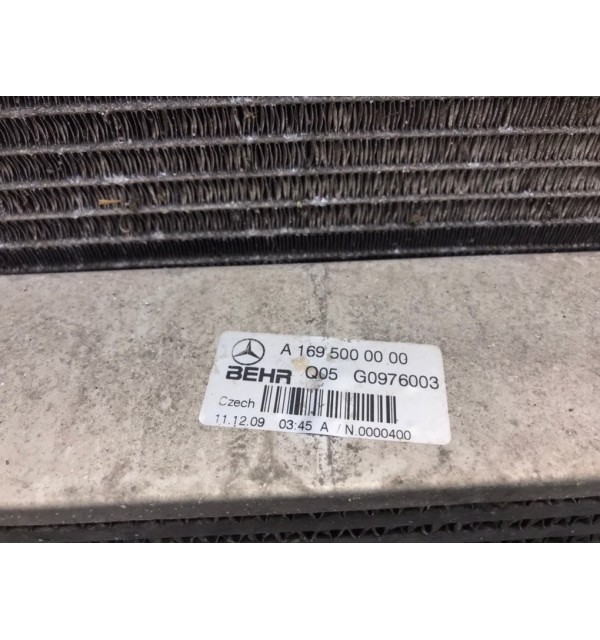 A 169 500 00 00
BEHR Q05 G0976003
Czech
11.12.09 03:45 A / N 0000400